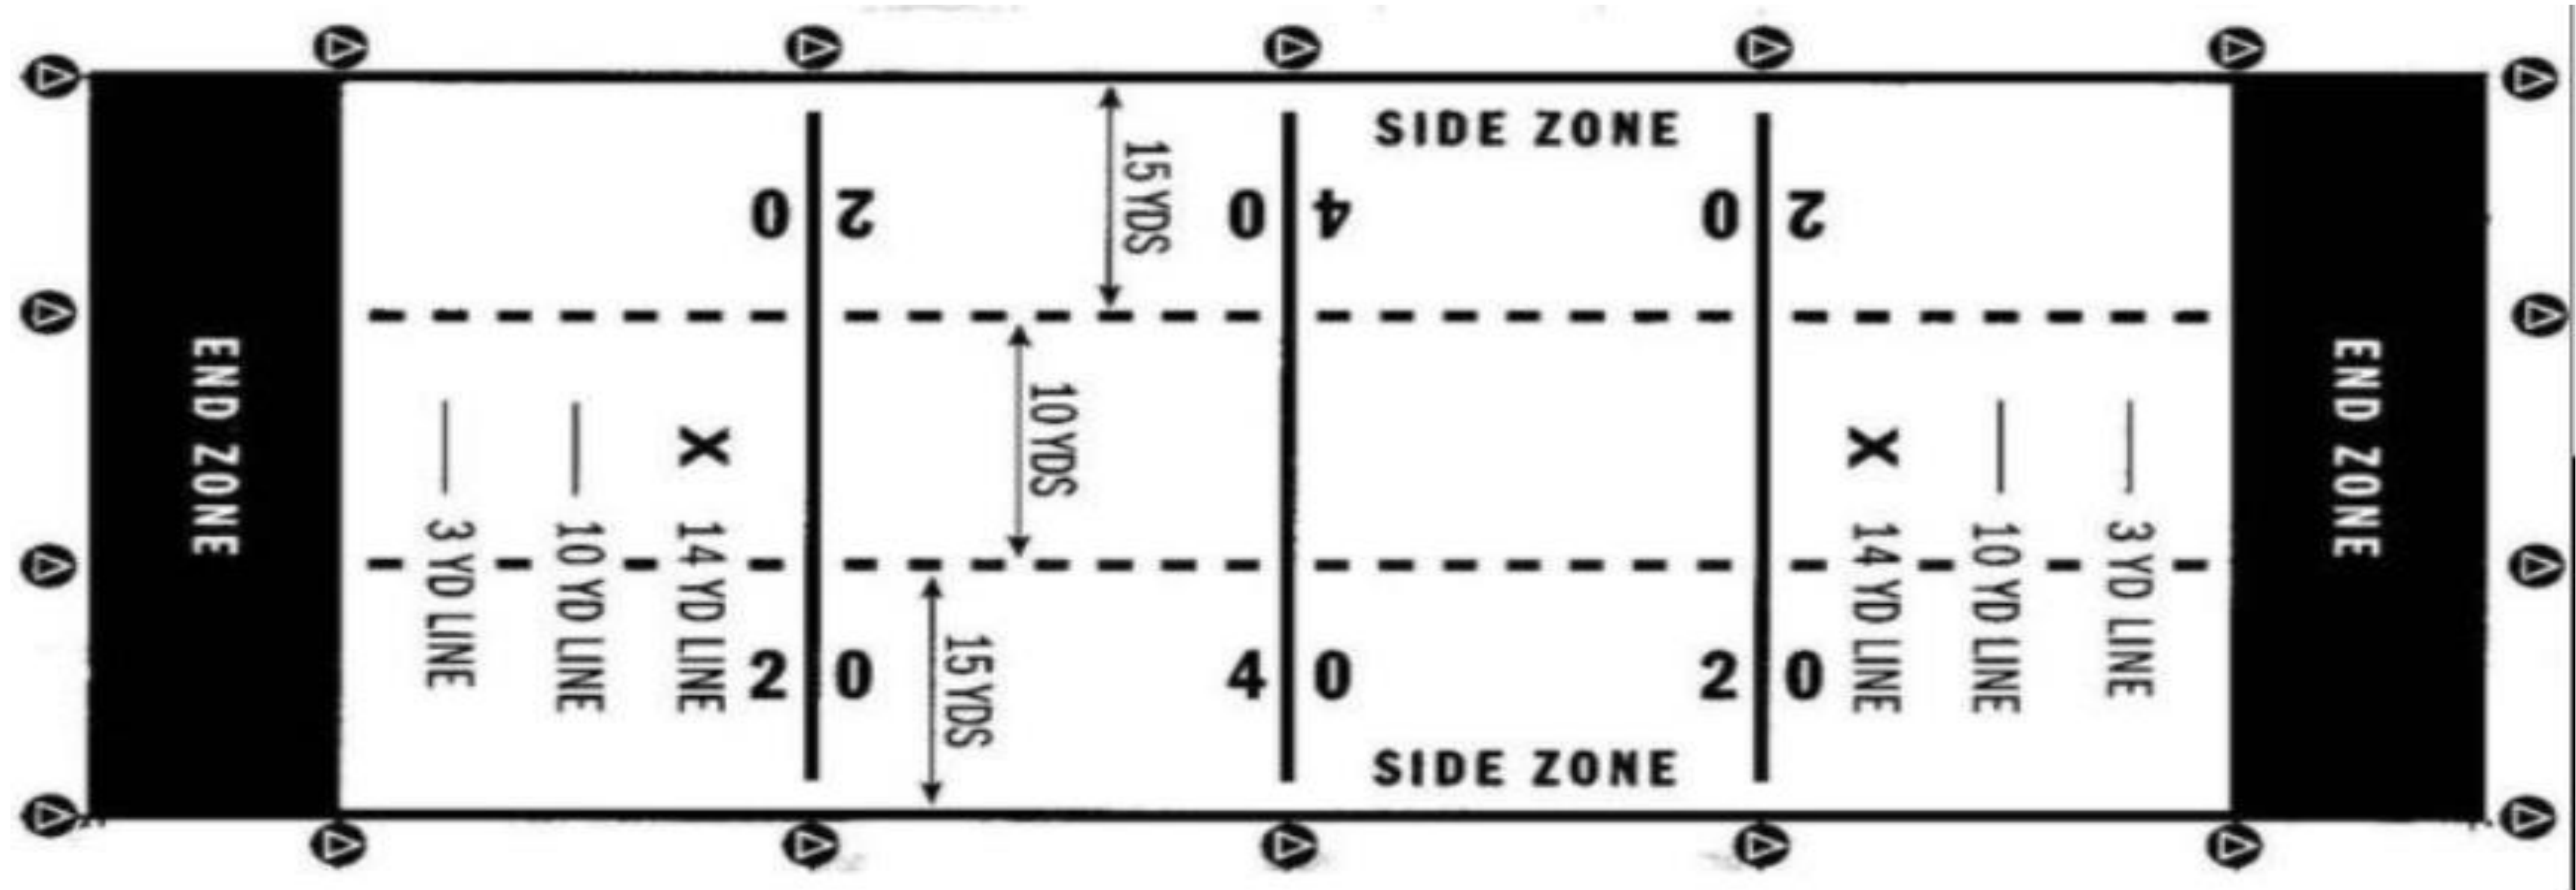 SIDE ZONE
15 YDS
0 2
0 4
0 2
END ZONE
10 YDS
END ZONE
X
X
3 YD LINE
10 YD LINE
14 YD LINE
14 YD LINE
10 YD LINE
3 YD LINE
15 YDS
2 0
4 0
2 0
SIDE ZONE